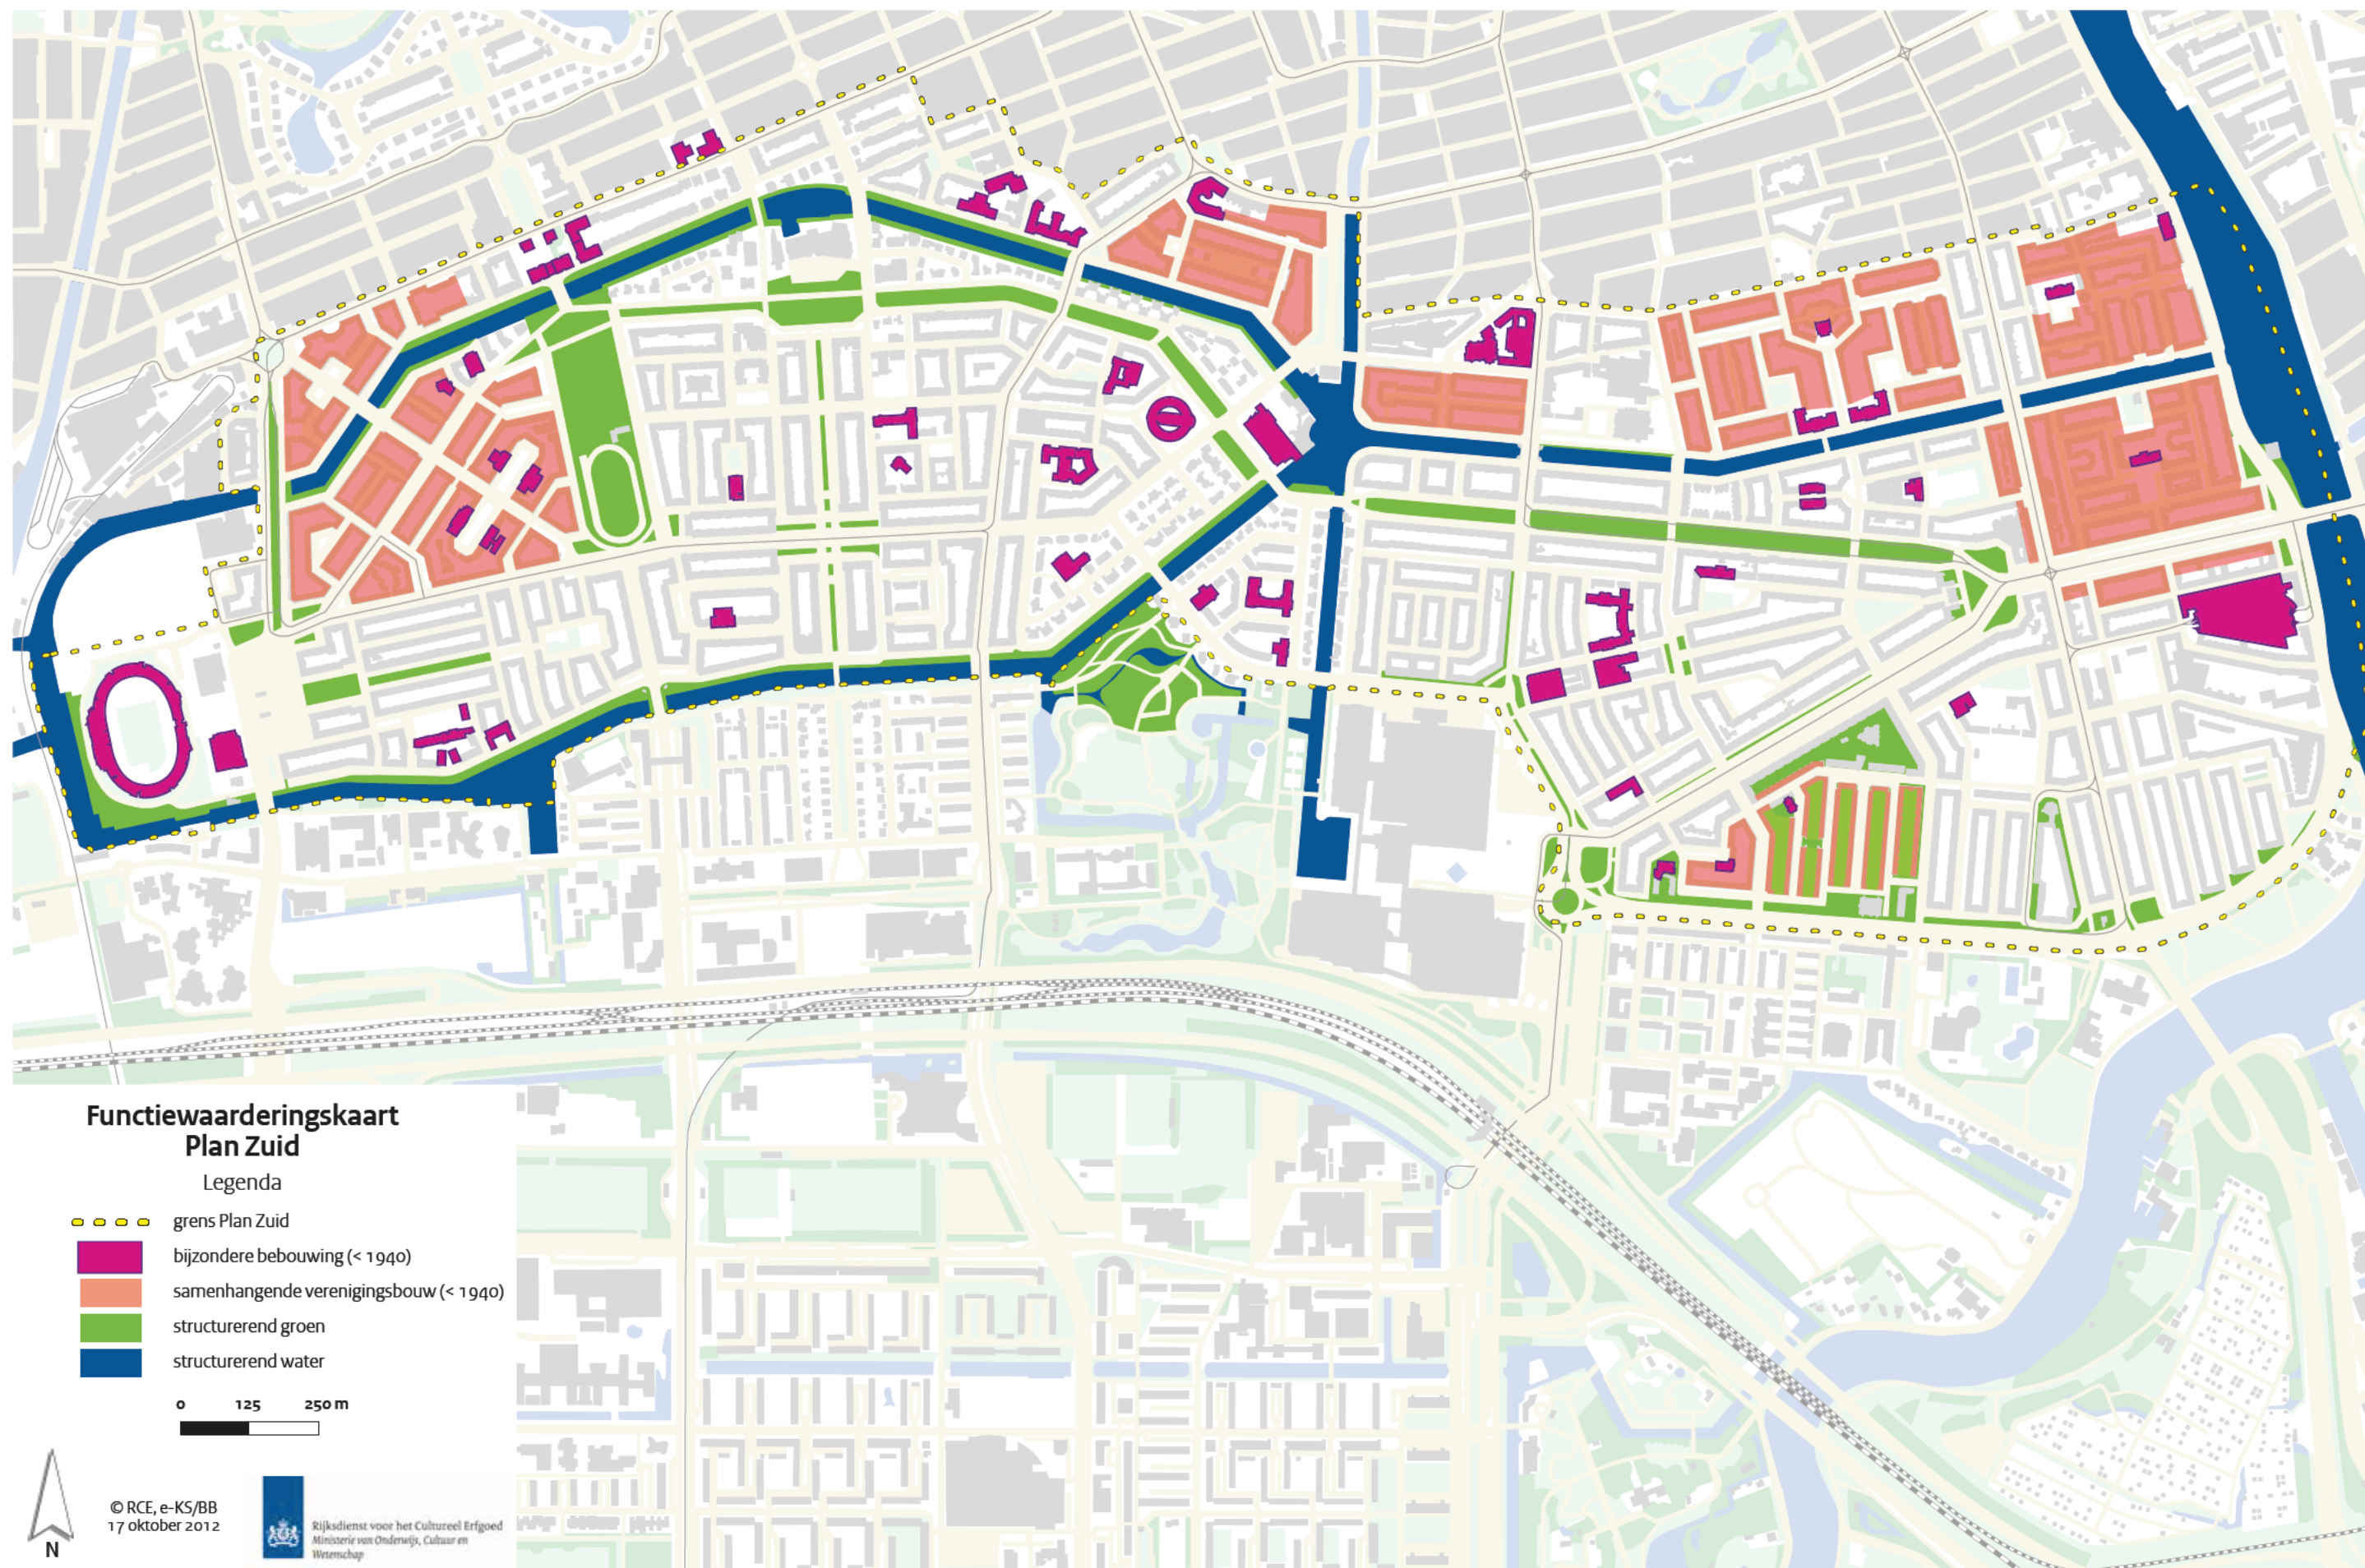 Functiewaarderingskaart
Plan Zuid
Legenda
grens Plan Zuid
bijzondere bebouwing (< 1940)
samenhangende verenigingsbouw (< 1940)
structurerend groen
structurerend water
0 125 250 m
N
© RCE, e-KS/BB
17 oktober 2012
Rijksdienst voor het Cultureel Erfgoed
Ministerie van Onderwijs, Cultuur en
Wetenschap